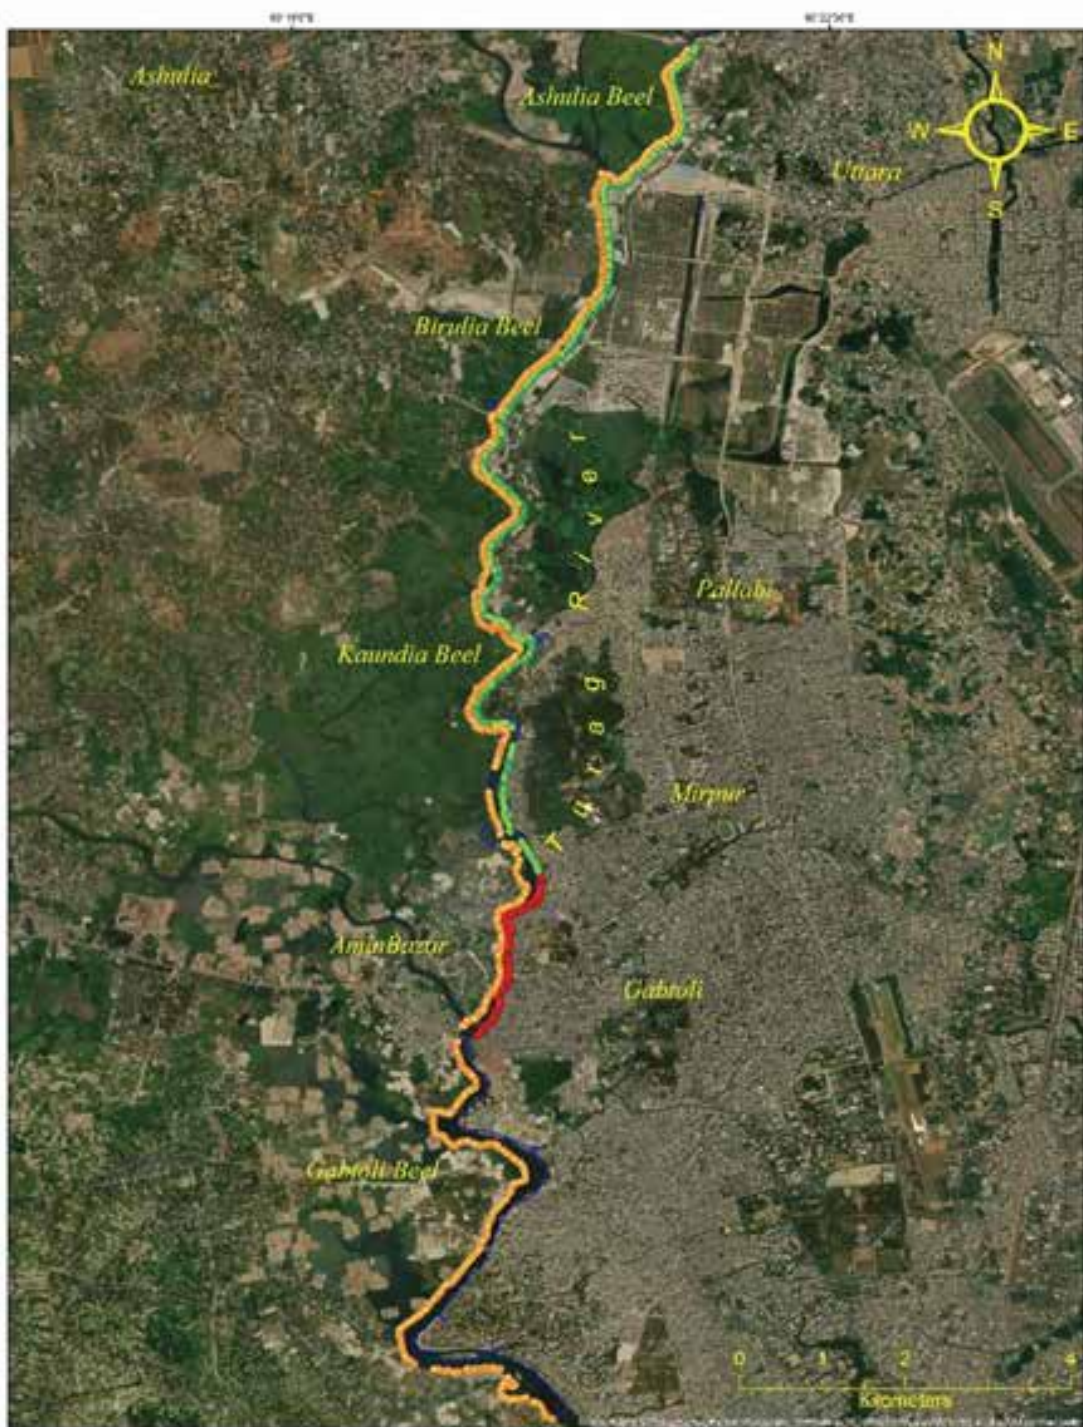 Ashulia
Ashulia Beel
N
W
E
S
Uttara
Birulia Beel
Turag River
Pallabi
Kaundia Beel
Mirpur
AminBazar
Gabtoli
Gabtoli Beel
0 1 2 4
Kilometers